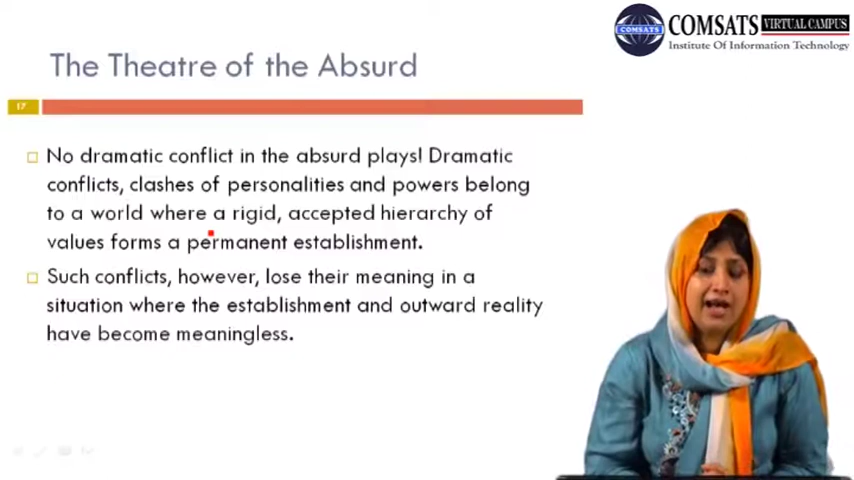 COMSATS VIRTUAL CAMPUS
COMSATS
Institute Of Information Technology
The Theatre of the Absurd
17
No dramatic conflict in the absurd plays! Dramatic
conflicts, clashes of personalities and powers belong
to a world where a rigid, accepted hierarchy of
values forms a permanent establishment.
Such conflicts, however, lose their meaning in a
situation where the establishment and outward reality
have become meaningless.